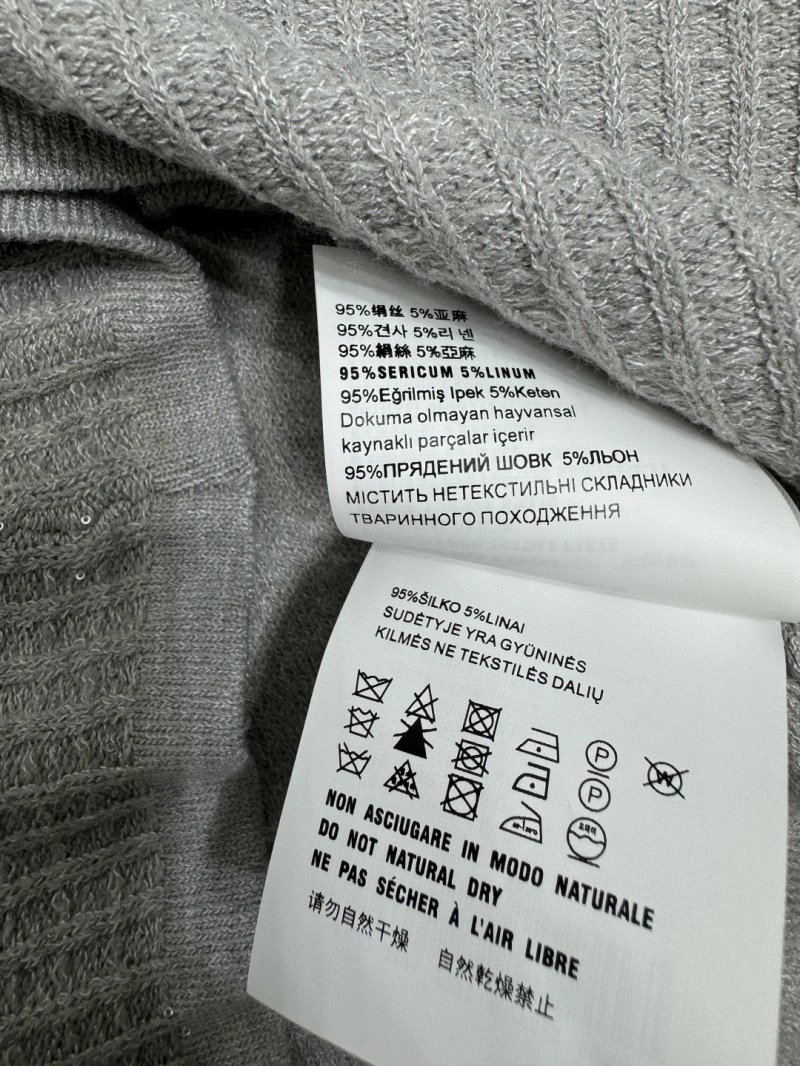 95%绢丝 5%亚麻
95%견사 5%리 넨
95%絹絲 5%亞麻
95%SERICUM 5%LINUM
95%Eğrilmiş Ipek 5%Keten
Dokuma olmayan hayvansal
kaynaklı parçalar içerir
95%ПРЯДЕНИЙ ШОВК 5%ЛЬОН
МІСТИТЬ НЕТЕКСТИЛЬНІ СКЛАДНИКИ
ТВАРИННОГО ПОХОДЖЕННЯ
95%ŠILKO 5%LINAI
SUDĖTYJE YRA GYŪNINĖS
KILMĖS NE TEKSTILĖS DALIŲ
P W
P
NON ASCIUGARE IN MODO NATURALE
DO NOT NATURAL DRY
NE PAS SÉCHER À L'AIR LIBRE
请勿自然干燥 自然乾燥禁止